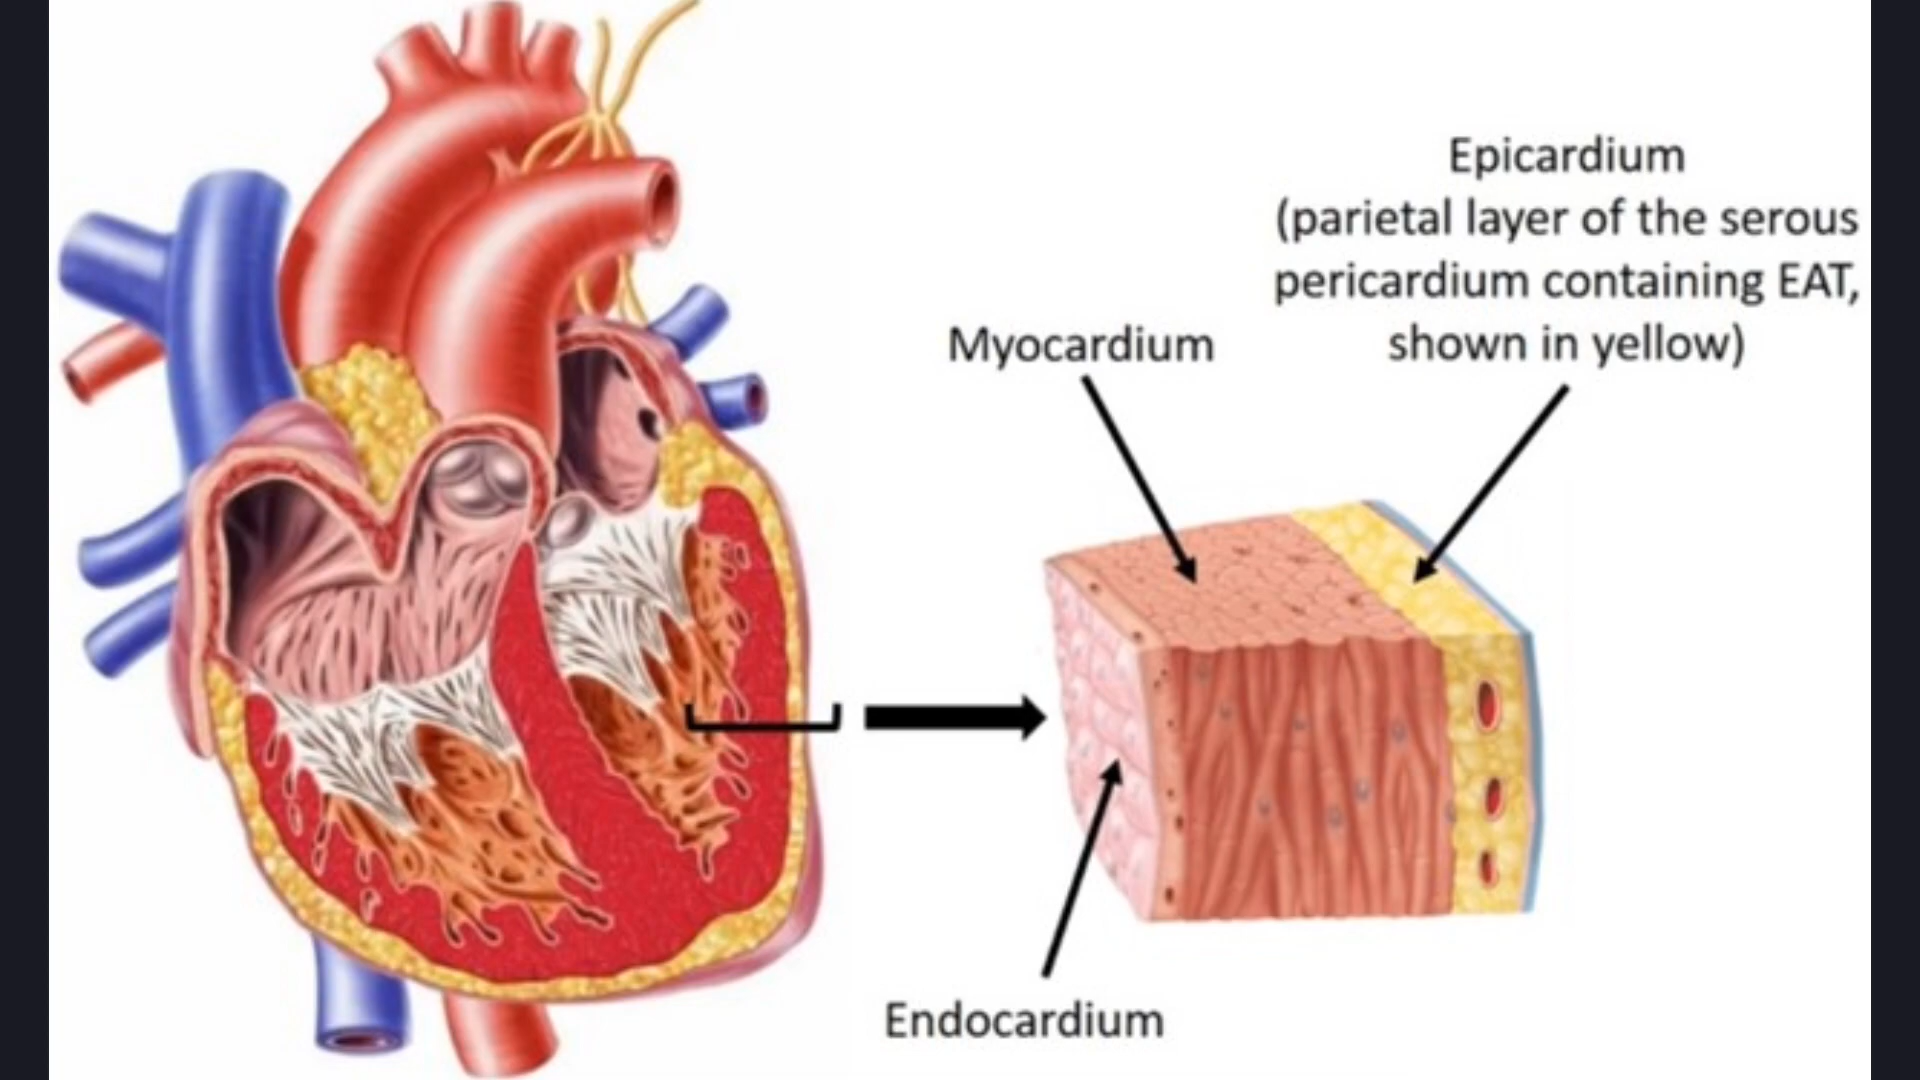 Epicardium
(parietal layer of the serous
pericardium containing EAT,
shown in yellow)
Myocardium
Endocardium